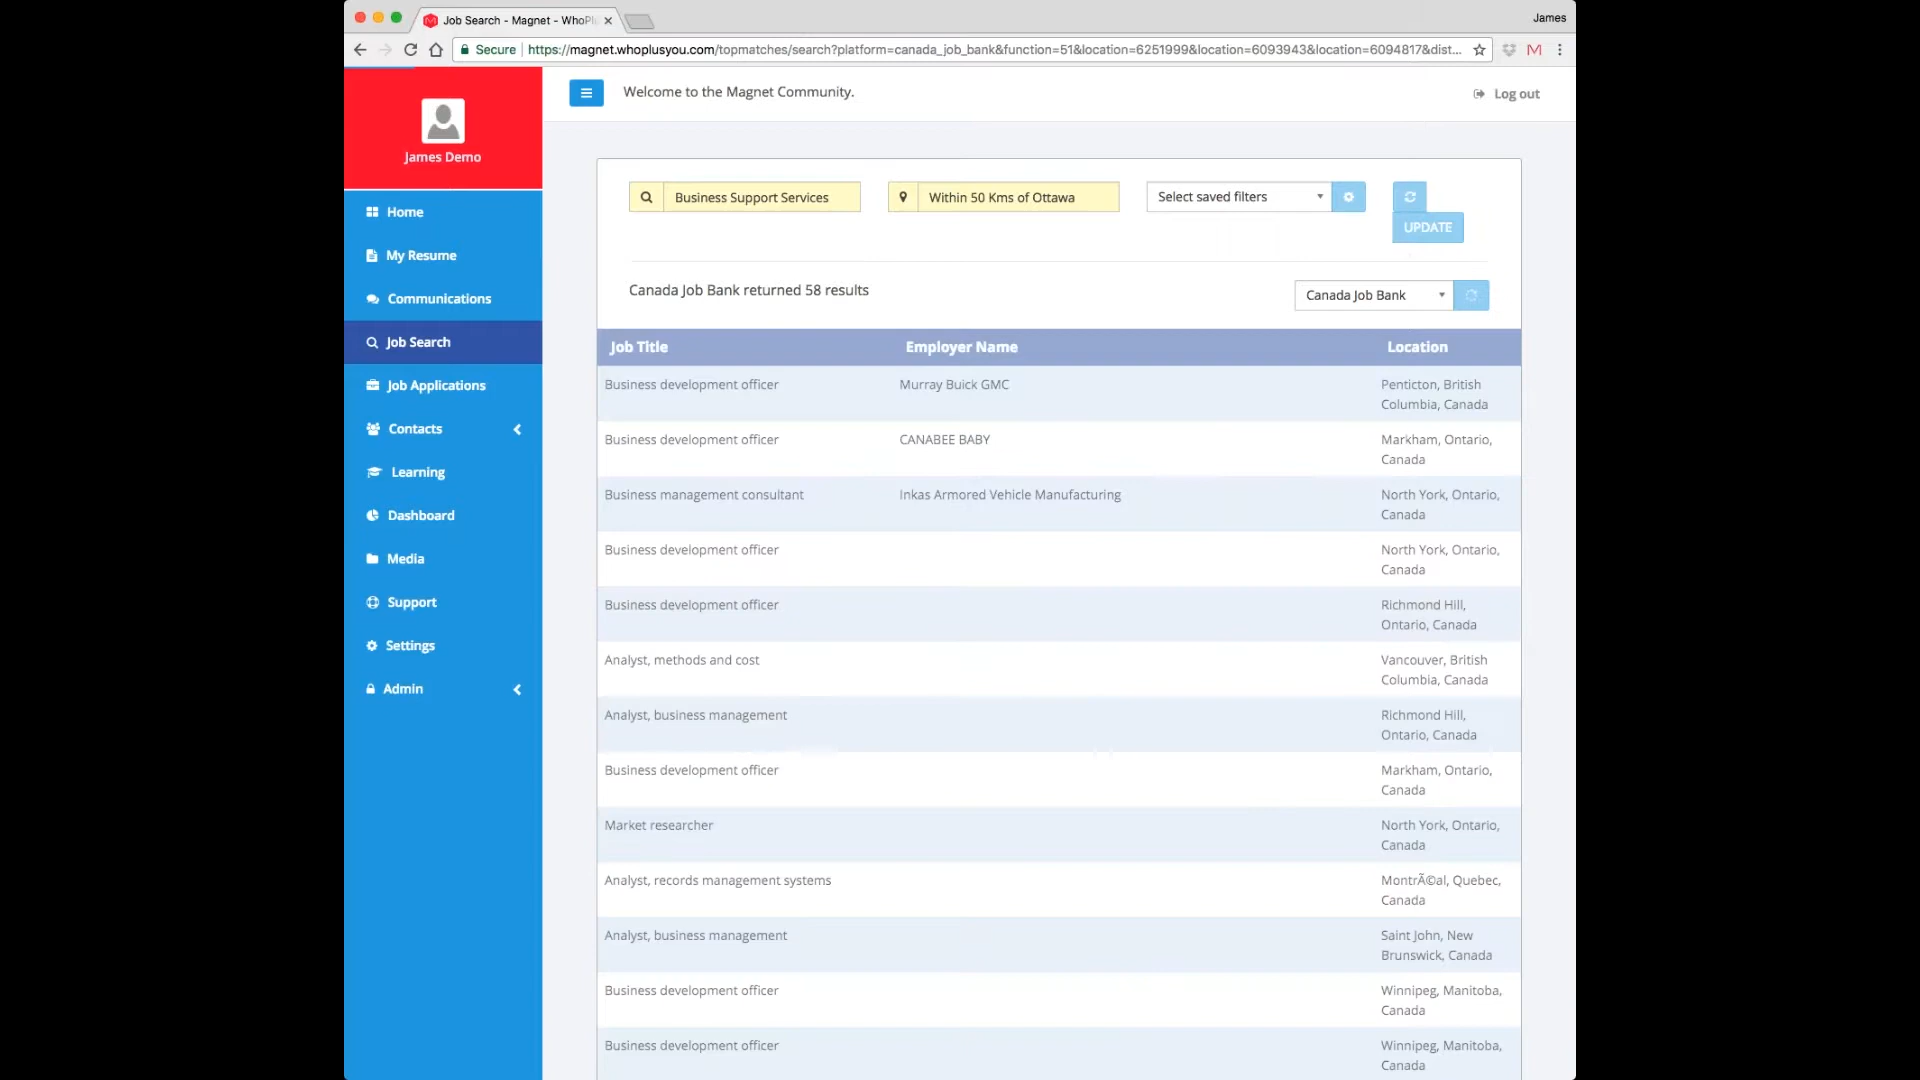 Job Search - Magnet - WhoPl
James
Secure
https://magnet.whoplusyou.com/topmatches/search?platform=canada_job_bank&function=51&location=6251999&location=6093943&location=6094817&dist...
James Demo
Welcome to the Magnet Community.
Log out
Home
My Resume
Communications
Job Search
Job Applications
Contacts
Learning
Dashboard
Media
Support
Settings
Admin
Business Support Services
Within 50 Kms of Ottawa
Select saved filters
UPDATE
Canada Job Bank returned 58 results
Canada Job Bank
Job Title Employer Name Location
Business development officer Murray Buick GMC Penticton, British
Columbia, Canada
Business development officer CANABEE BABY Markham, Ontario,
Canada
Business management consultant Inkas Armored Vehicle Manufacturing North York, Ontario,
Canada
Business development officer North York, Ontario,
Canada
Business development officer Richmond Hill,
Ontario, Canada
Analyst, methods and cost Vancouver, British
Columbia, Canada
Analyst, business management Richmond Hill,
Ontario, Canada
Business development officer Markham, Ontario,
Canada
Market researcher North York, Ontario,
Canada
Analyst, records management systems MontrÃ©al, Quebec,
Canada
Analyst, business management Saint John, New
Brunswick, Canada
Business development officer Winnipeg, Manitoba,
Canada
Business development officer Winnipeg, Manitoba,
Canada